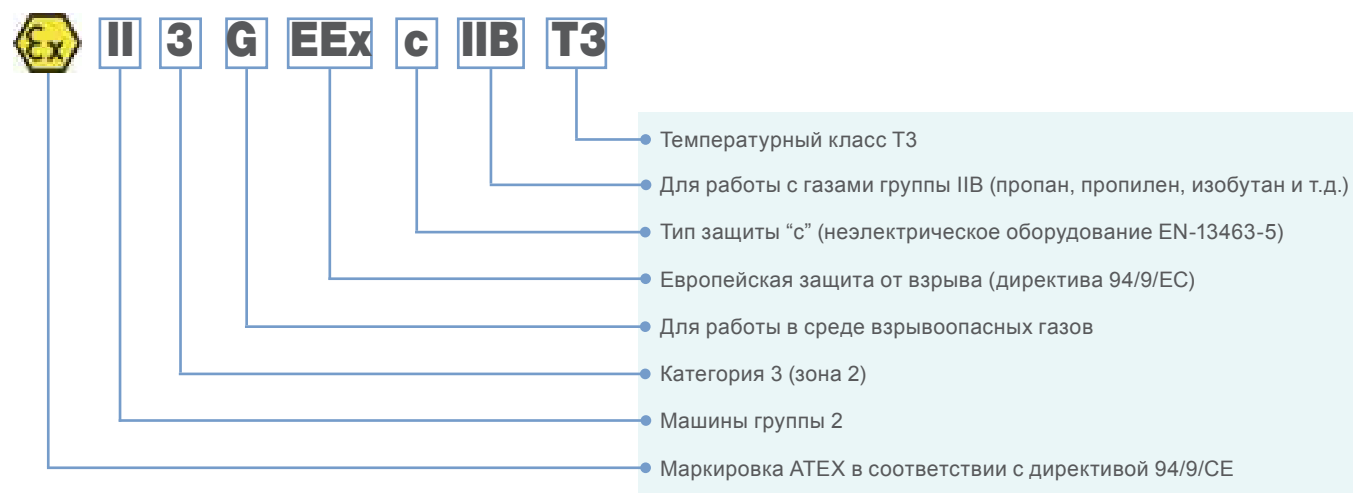 Ex II 3 G EEx c IIB T3
Температурный класс Т3
Для работы с газами группы IIB (пропан, пропилен, изобутан и т.д.)
Тип защиты “с” (неэлектрическое оборудование EN-13463-5)
Европейская защита от взрыва (директива 94/9/EC)
Для работы в среде взрывоопасных газов
Категория 3 (зона 2)
Машины группы 2
Маркировка ATEX в соответствии с директивой 94/9/CE